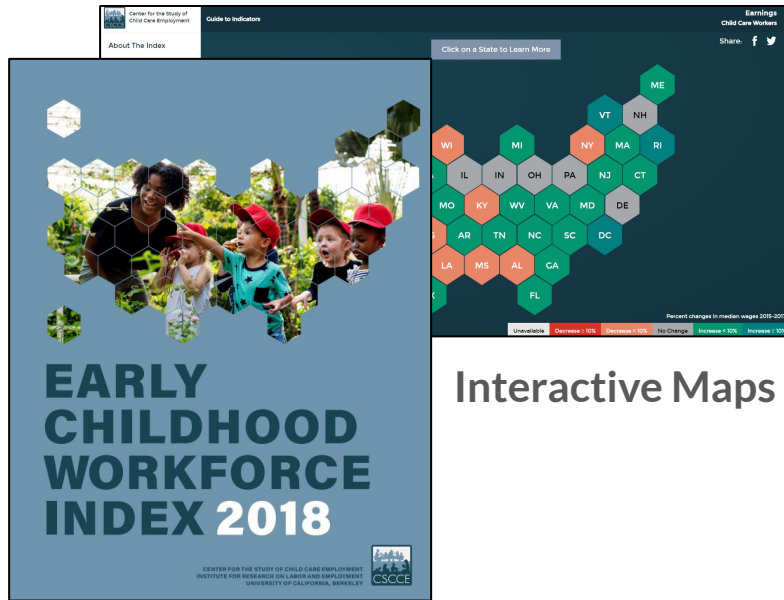 Center for the Study of
Child Care Employment
Guide to Indicators
Earnings
Child Care Workers
About The Index
Click on a State to Learn More
Share:
ME
VT NH
WI MI NY MA RI
IL IN OH PA NJ CT
MO KY WV VA MD DE
AR TN NC SC DC
LA MS AL GA
FL
Percent changes in median wages 2015-201
Unavailable Decrease ≥ 10% Decrease < 10% No Change Increase < 10% Increase ≥ 10%
EARLY
CHILDHOOD
WORKFORCE
INDEX 2018
CENTER FOR THE STUDY OF CHILD CARE EMPLOYMENT
INSTITUTE FOR RESEARCH ON LABOR AND EMPLOYMENT
UNIVERSITY OF CALIFORNIA, BERKELEY
CSCCE
Interactive Maps